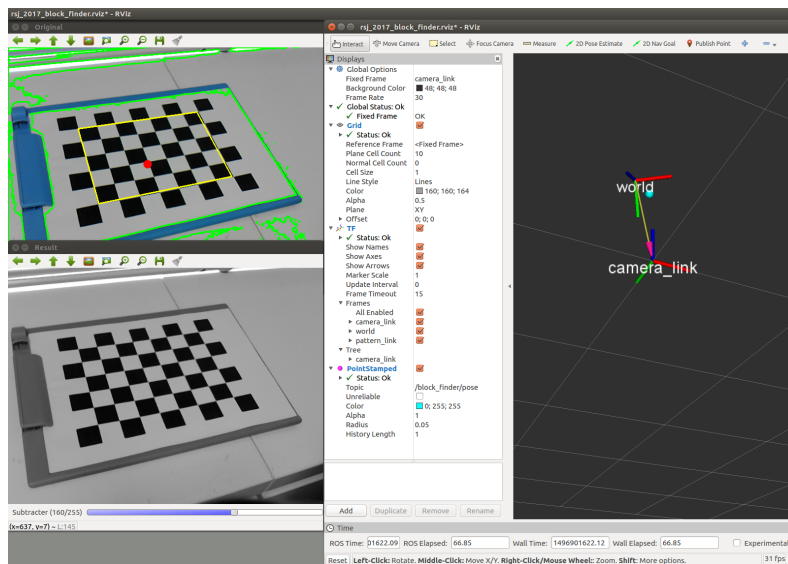 rsj_2017_block_finder.rviz* - RViz
Original
Result
Subtracter (160/255)
(x=637, y=7) ~ L:145
rsj_2017_block_finder.rviz* - RViz
Interact Move Camera Select Focus Camera Measure 2D Pose Estimate 2D Nav Goal Publish Point
Displays
Global Options
Fixed Frame camera_link
Background Color 48; 48; 48
Frame Rate 30
Global Status: Ok
Fixed Frame OK
Grid
Status: Ok
Reference Frame <Fixed Frame>
Plane Cell Count 10
Normal Cell Count 0
Cell Size 1
Line Style Lines
Color 160; 160; 164
Alpha 0.5
Plane XY
Offset 0; 0; 0
TF
Status: Ok
Show Names
Show Axes
Show Arrows
Marker Scale 1
Update Interval 0
Frame Timeout 15
Frames
All Enabled
camera_link
world
pattern_link
Tree
camera_link
PointStamped
Status: Ok
Topic /block_finder/pose
Unreliable
Color 0; 255; 255
Alpha 1
Radius 0.05
History Length 1
Add Duplicate Remove Rename
world
camera_link
Time
ROS Time: 01622.09 ROS Elapsed: 66.85 Wall Time: 1496901622.12 Wall Elapsed: 66.85 Experimental
Reset Left-Click: Rotate. Middle-Click: Move X/Y. Right-Click/Mouse Wheel:: Zoom. Shift: More options. 31 fps